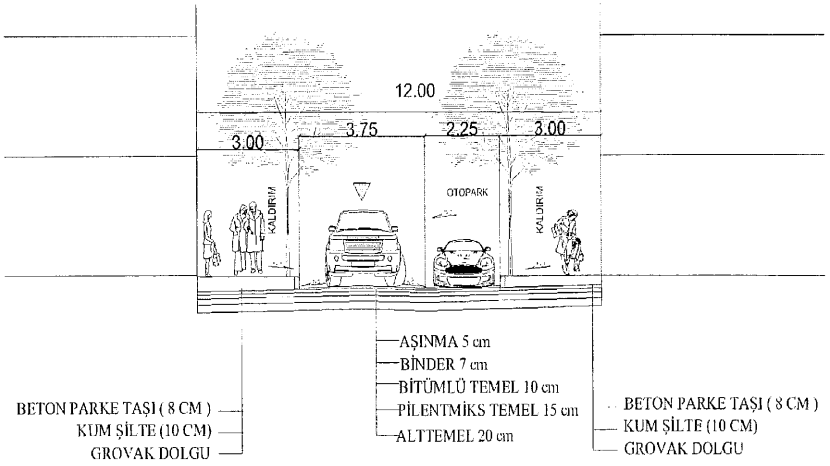 12.00
3.00
3.75
2.25
3.00
KALDIRIM
OTOPARK
KALDIRIM
AŞINMA 5 cm
BİNDER 7 cm
BİTÜMLÜ TEMEL 10 cm
PİLENTMİKS TEMEL 15 cm
ALTTEMEL 20 cm
BETON PARKE TAŞI ( 8 CM )
KUM ŞİLTE (10 CM)
GROVAK DOLGU
BETON PARKE TAŞI ( 8 CM )
KUM ŞİLTE (10 CM)
GROVAK DOLGU